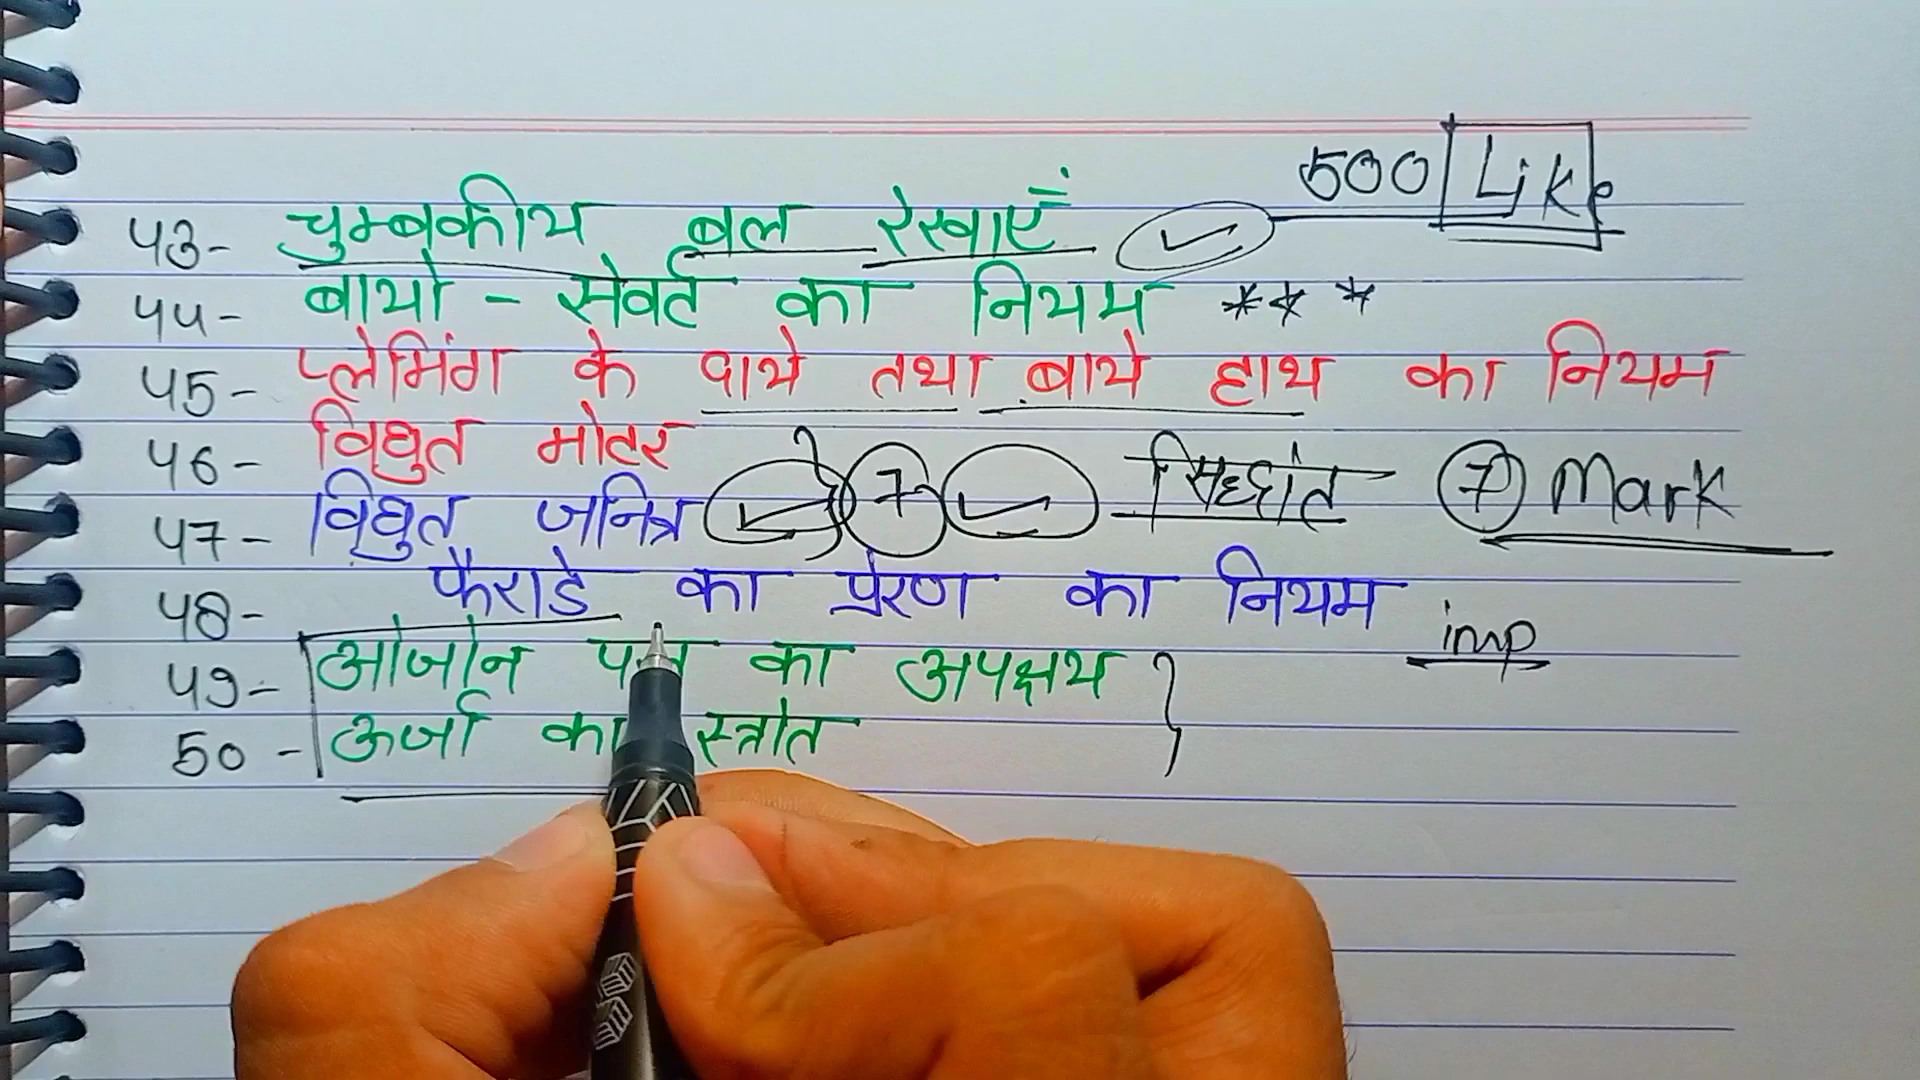 500 Like
43- चुम्बकीय बल रेखाएँ
44- बायो - सेवर्ट का नियम ***
45- प्लेमिंग के दाये तथा बाये हाथ का नियम
46- विघुत मोटर
47- विघुत जनित्र 7 सिद्धांत 7 Mark
48- फैराडे का प्रेरण का नियम imp
49- ओजोन का अपक्षय
50- ऊर्जा का स्त्रोत